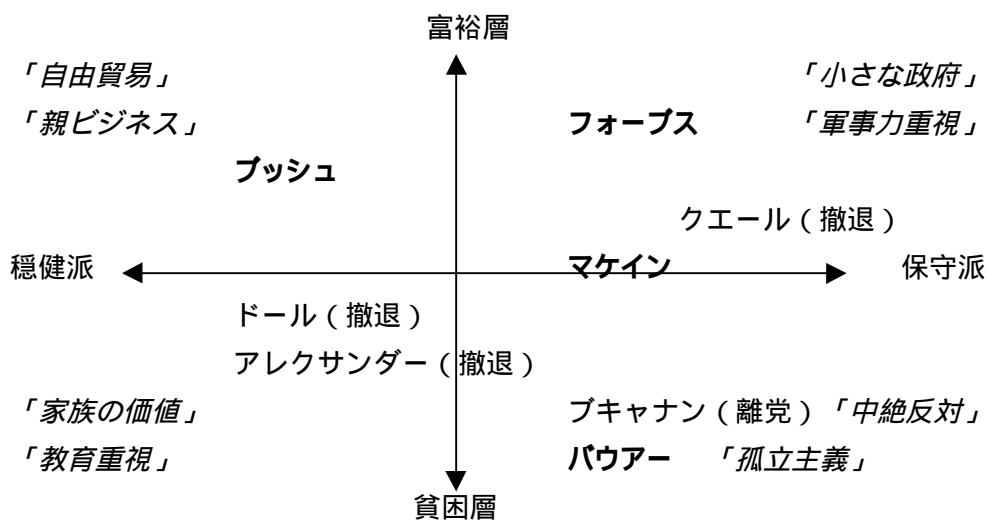 富裕層
「自由貿易」 「小さな政府」
「親ビジネス」 フォーブス 「軍事力重視」
ブッシュ
クエール（撤退）
穏健派 マケイン 保守派
ドール（撤退）
アレクサンダー（撤退）
「家族の価値」 ブキャナン（離党）「中絶反対」
「教育重視」 バウアー 「孤立主義」
貧困層